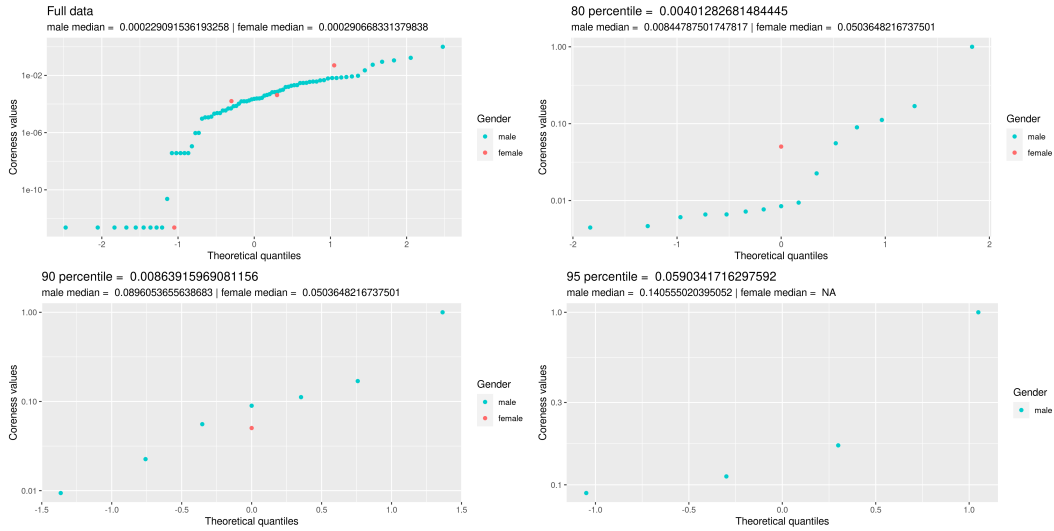 Full data
male median = 0.000229091536193258 | female median = 0.000290668331379838
1e-02
1e-06
1e-10
Coreness values
-2
-1
0
1
2
Theoretical quantiles
Gender
male
female
80 percentile = 0.00401282681484445
male median = 0.00844787501747817 | female median = 0.0503648216737501
1.00
0.10
0.01
Coreness values
-2
-1
0
1
2
Theoretical quantiles
Gender
male
female
90 percentile = 0.00863915969081156
male median = 0.0896053655638683 | female median = 0.0503648216737501
1.00
0.10
0.01
Coreness values
-1.5
-1.0
-0.5
0.0
0.5
1.0
1.5
Theoretical quantiles
Gender
male
female
95 percentile = 0.0590341716297592
male median = 0.140555020395052 | female median = NA
1.0
0.3
0.1
Coreness values
-1.0
-0.5
0.0
0.5
1.0
Theoretical quantiles
Gender
male